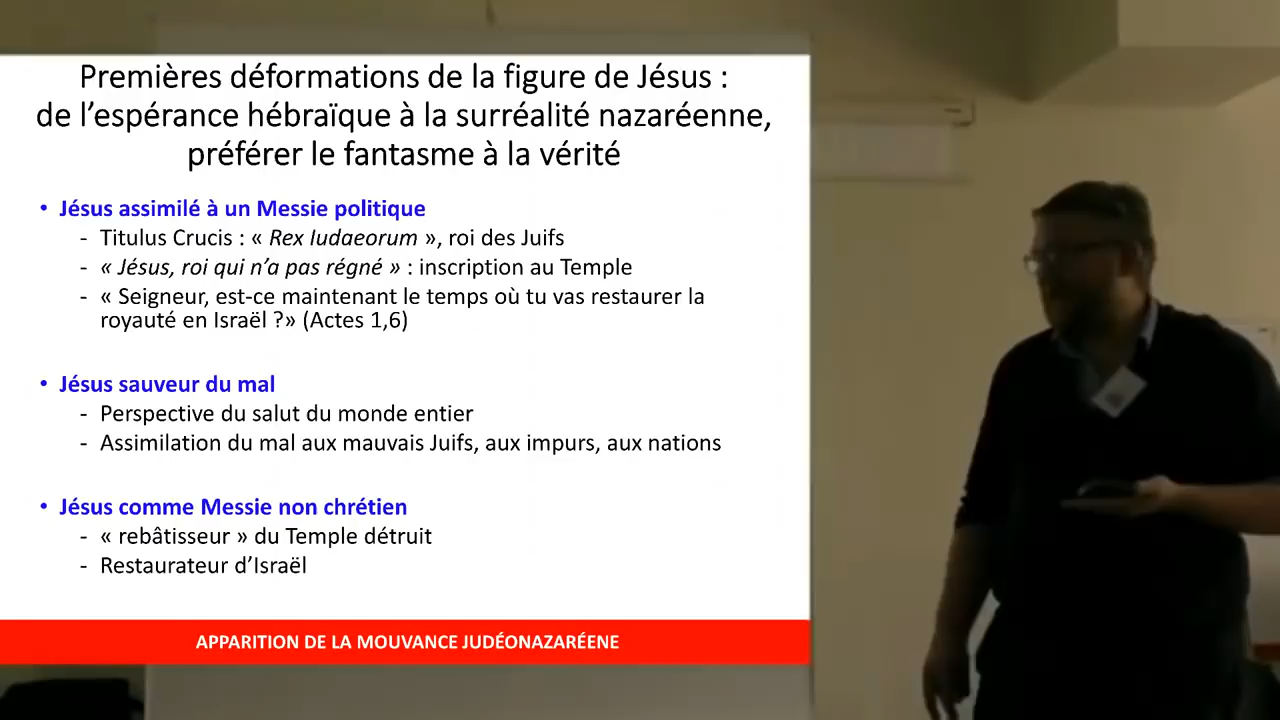 Premières déformations de la figure de Jésus :
de l’espérance hébraïque à la surréalité nazaréenne,
préférer le fantasme à la vérité
• Jésus assimilé à un Messie politique
- Titulus Crucis : « Rex Iudaeorum », roi des Juifs
- « Jésus, roi qui n’a pas régné » : inscription au Temple
- « Seigneur, est-ce maintenant le temps où tu vas restaurer la
royauté en Israël ?» (Actes 1,6)
• Jésus sauveur du mal
- Perspective du salut du monde entier
- Assimilation du mal aux mauvais Juifs, aux impurs, aux nations
• Jésus comme Messie non chrétien
- « rebâtisseur » du Temple détruit
- Restaurateur d’Israël
APPARITION DE LA MOUVANCE JUDÉONAZARÉENE